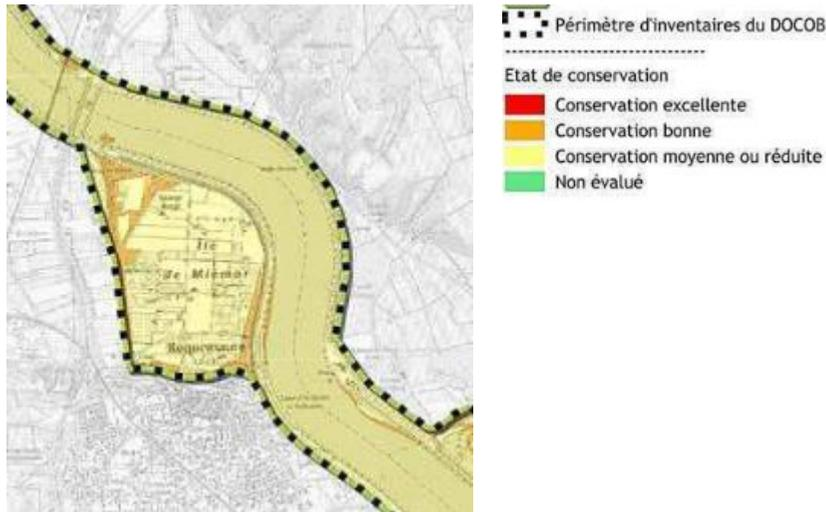 Ile
de Miemar
Roquemaure
Périmètre d'inventaires du DOCOB
Etat de conservation
Conservation excellente
Conservation bonne
Conservation moyenne ou réduite
Non évalué